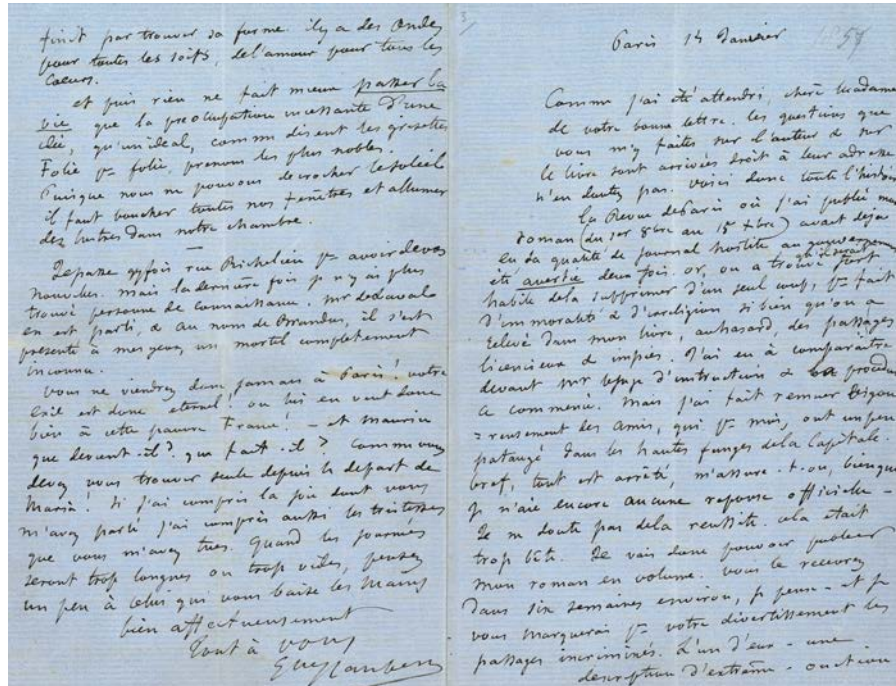 finit par trouver sa forme. il y a des ondes
pour toutes les soifs, de l'amour pour tous les
coeurs.
et puis rien ne fait mieux passer la
vie que la préoccupation incessante d'une
idée, qu'un idéal, comme disent les grisettes
Folie pr folie, prenons les plus nobles.
Puisque nous ne pouvons décrocher le soleil
il faut boucher toutes nos fenêtres et allumer
des lustres dans notre chambre.
Je passe qqfois rue Richelieu pr avoir de vos
nouvelles. mais la dernière fois je n'y ai plus
trouvé personne de connaissance. mr de laval
en est parti, & au nom de Brandus, il s'est
présenté à mes yeux, un mortel complètement
inconnu.
Vous ne viendrez donc jamais à Paris! votre
exil est donc éternel! on lui en veut donc
bien à cette pauvre France! - et Maurice
que devient-il? que fait-il? Comme vous
devez vous trouver seule depuis le départ de
Maria! Si j'ai compris la joie dont vous
m'avez parlé j'ai compris aussi les tristesses
que vous m'avez tues. Quand les journées
seront trop longues ou trop vides, pensez
un peu à celui qui vous baise les mains
bien affectueusement
Tout à vous
G Flaubert
3
Paris 14 Janvier 1857
Comme j'ai été attendri, chère Madame
de votre bonne lettre. les questions que
vous m'y faites sur l'auteur & sur
le livre sont arrivées droit à leur adresse
n'en doutez pas. Voici donc toute l'histoire
la Revue de Paris où j'ai publié mon
roman (du 1er 8bre au 15 Xbre) avait déjà
en sa qualité de journal hostile au gouvernement
été avertie deux fois. or, on a trouvé qu'il serait fort
habile de la supprimer d'un seul coup, pr fait
d'immoralité & d'irréligion si bien qu'on a
relevé dans mon livre, au hasard, des passages
licencieux & impies. J'ai eu à comparaître
devant Mr le juge d'instruction & la procédure
a commencé. Mais j'ai fait remuer vigou
=reusement les amis, qui pr moi, ont un peu
pataugé dans les hautes fanges de la Capitale.
bref, tout est arrêté, m'assure-t-on, bien que
je n'aie encore aucune réponse officielle -
Je ne doute pas de la réussite. cela était
trop bête. Je vais donc pouvoir publier
mon roman en volume. vous le recevrez
dans six semaines environ, je pense - et je
vous marquerai pr votre divertissement les
passages incriminés. L'un d'eux - une
description d'extrême-onction